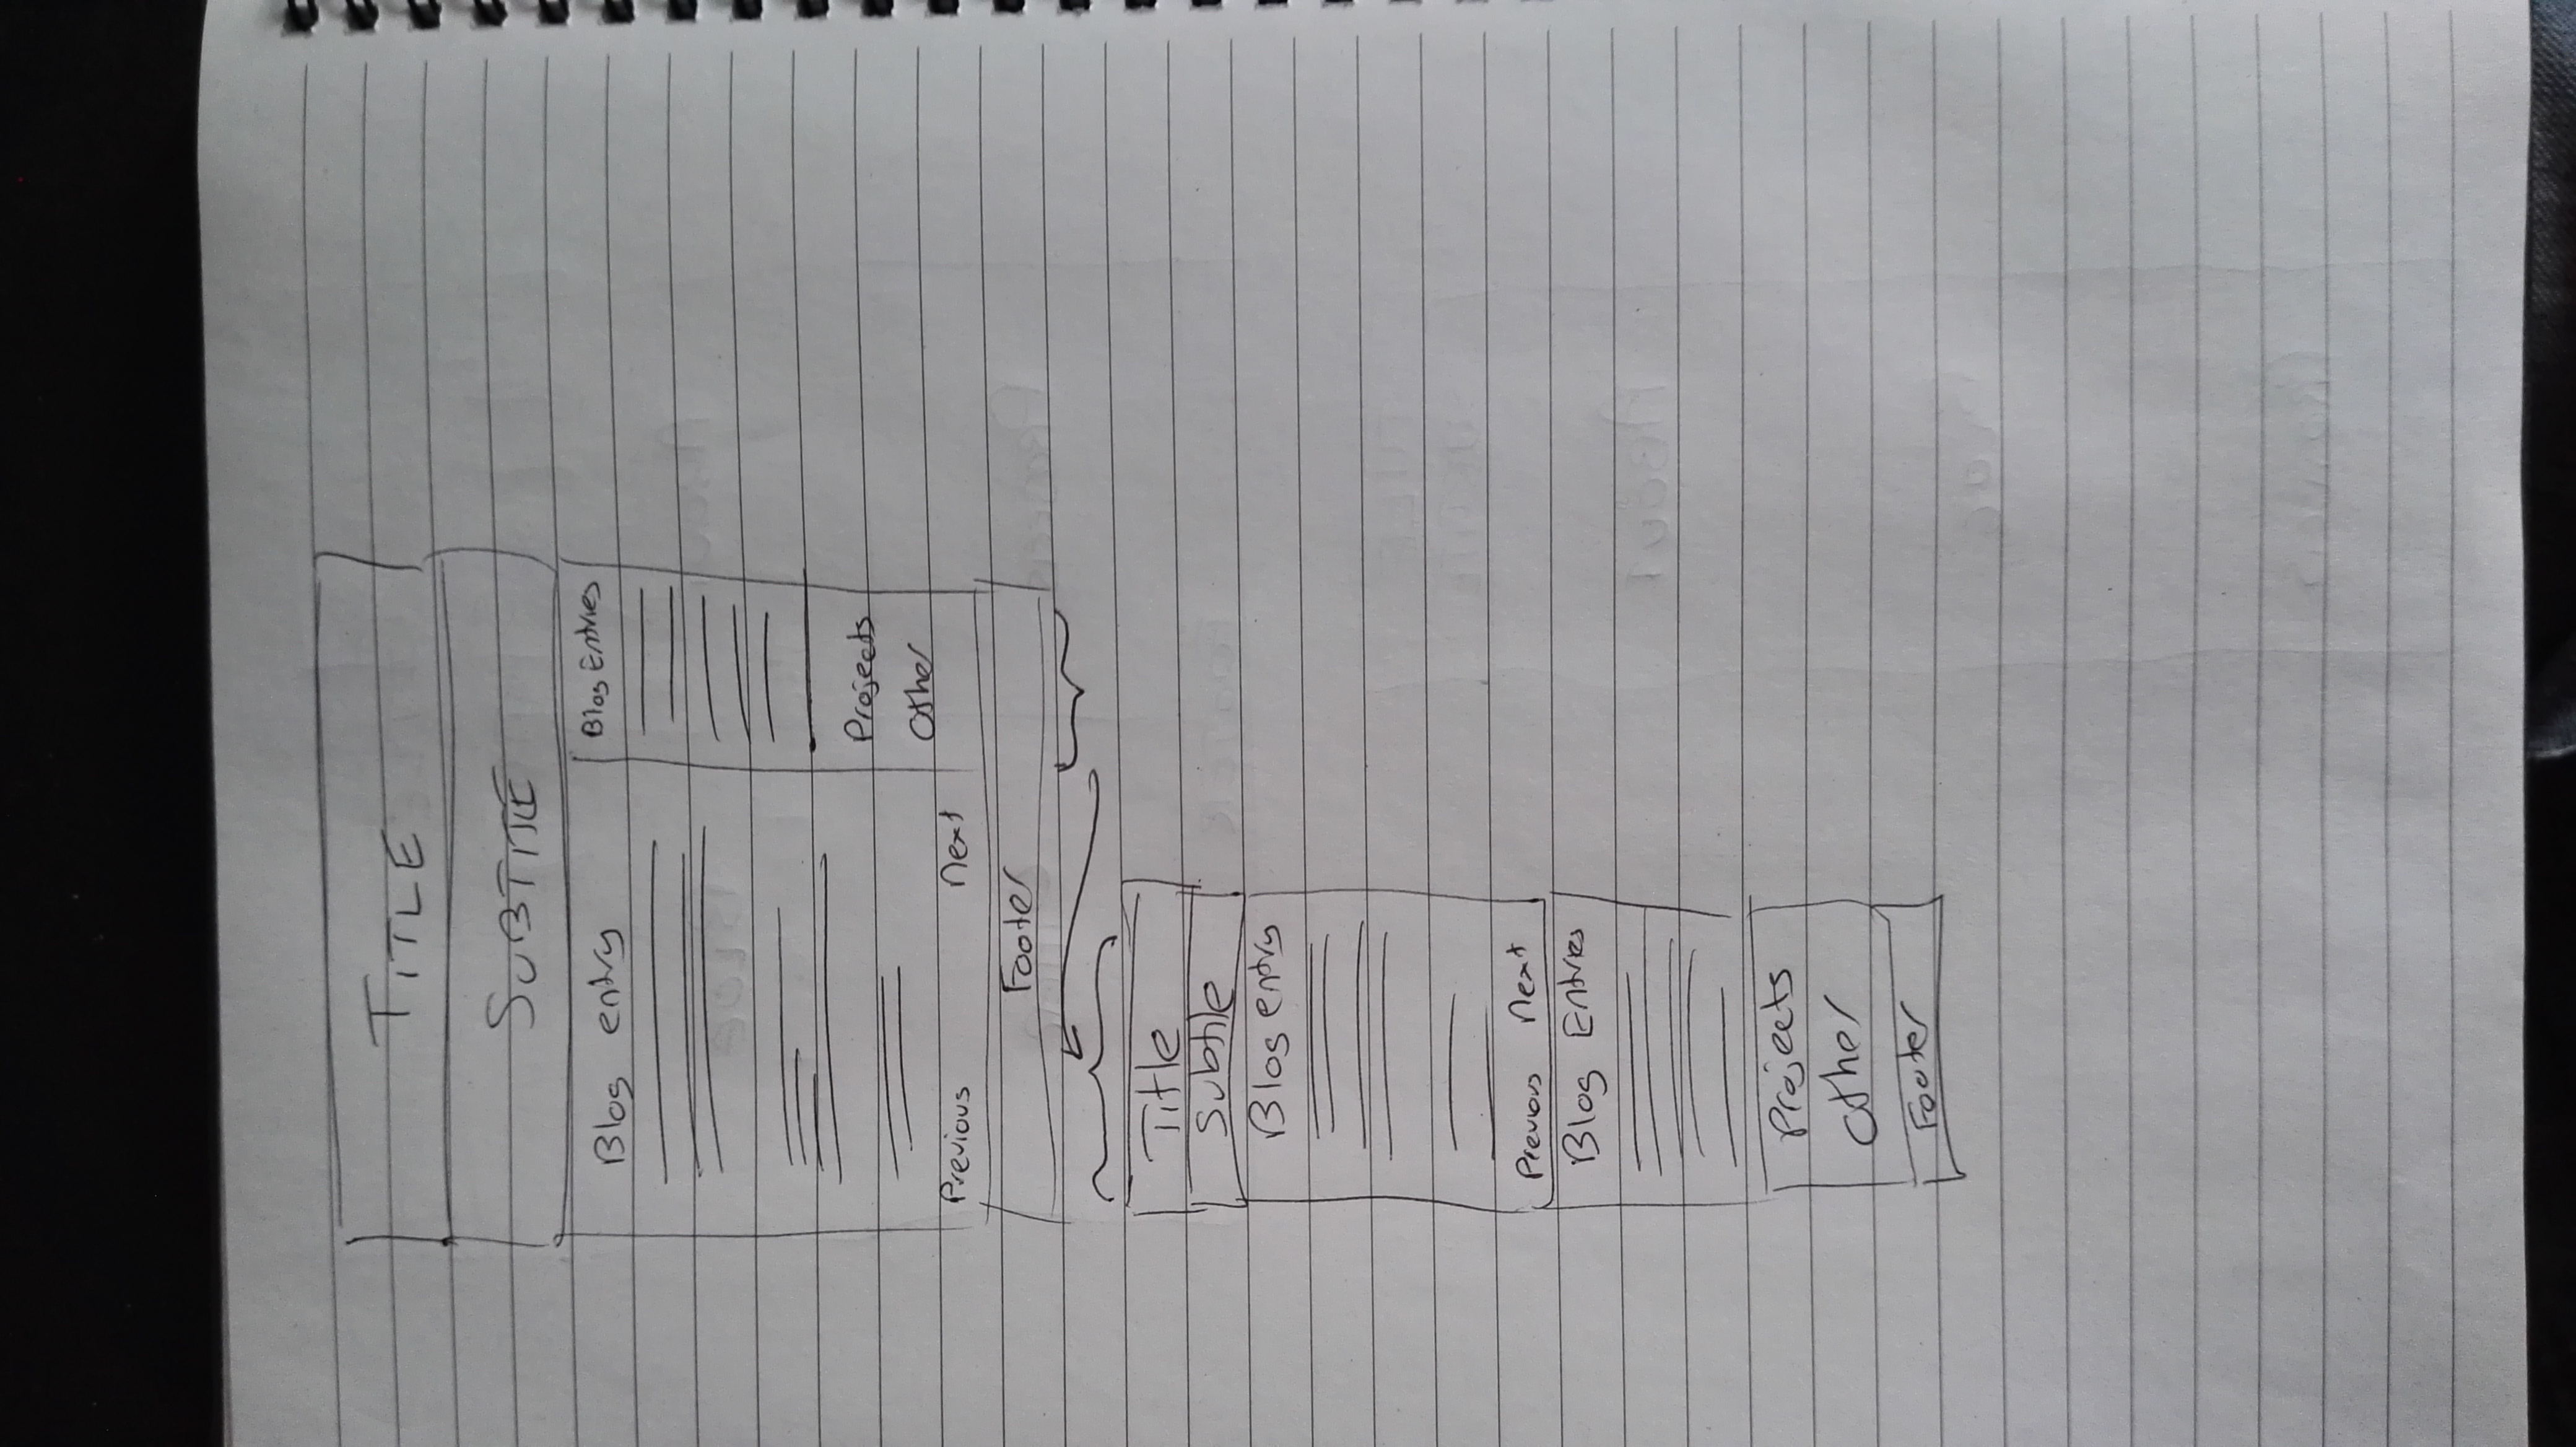 TITLE
SUBTITLE
Blog entry
Previous next
Blog Entries
Projects
Other
Footer
Title
Subtitle
Blog entry
Previous next
Blog Entries
Projects
Other
Footer